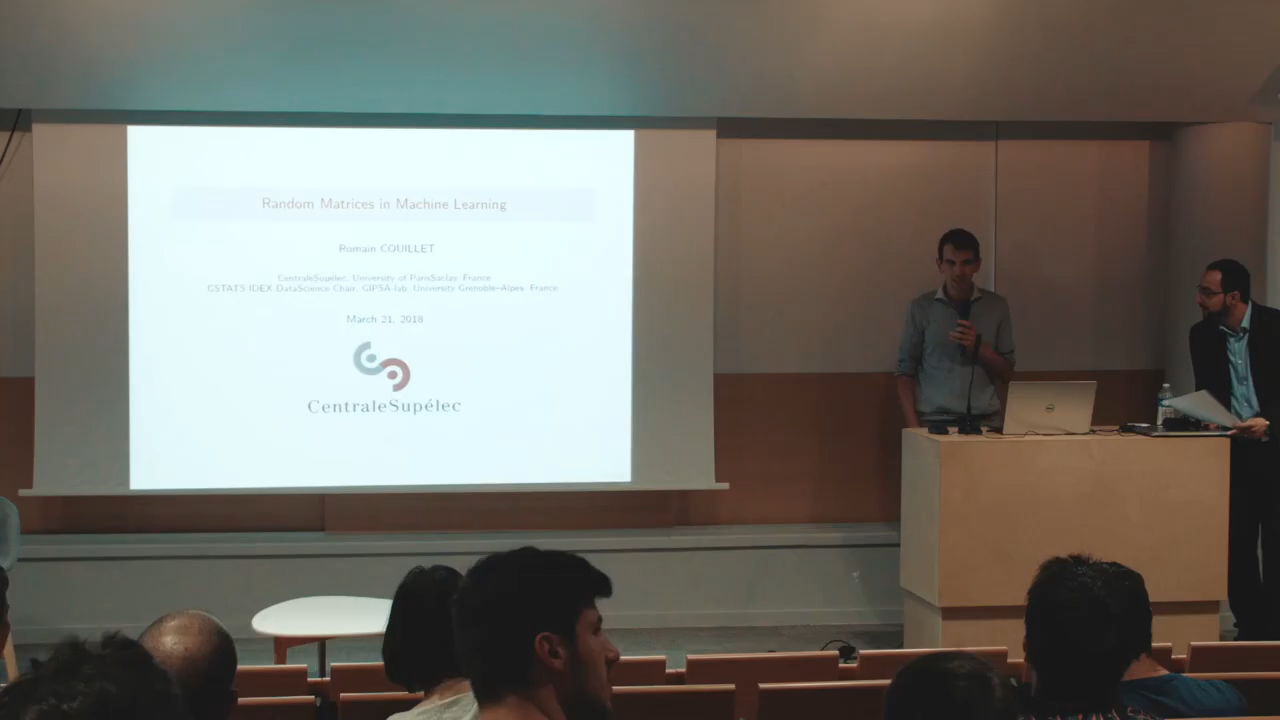 Random Matrices in Machine Learning
Romain COUILLET
CentraleSupélec, University of ParisSaclay, France
GSTATS IDEX DataScience Chair, GIPSA-lab, University Grenoble–Alpes, France
March 21, 2018
CentraleSupélec
DELL